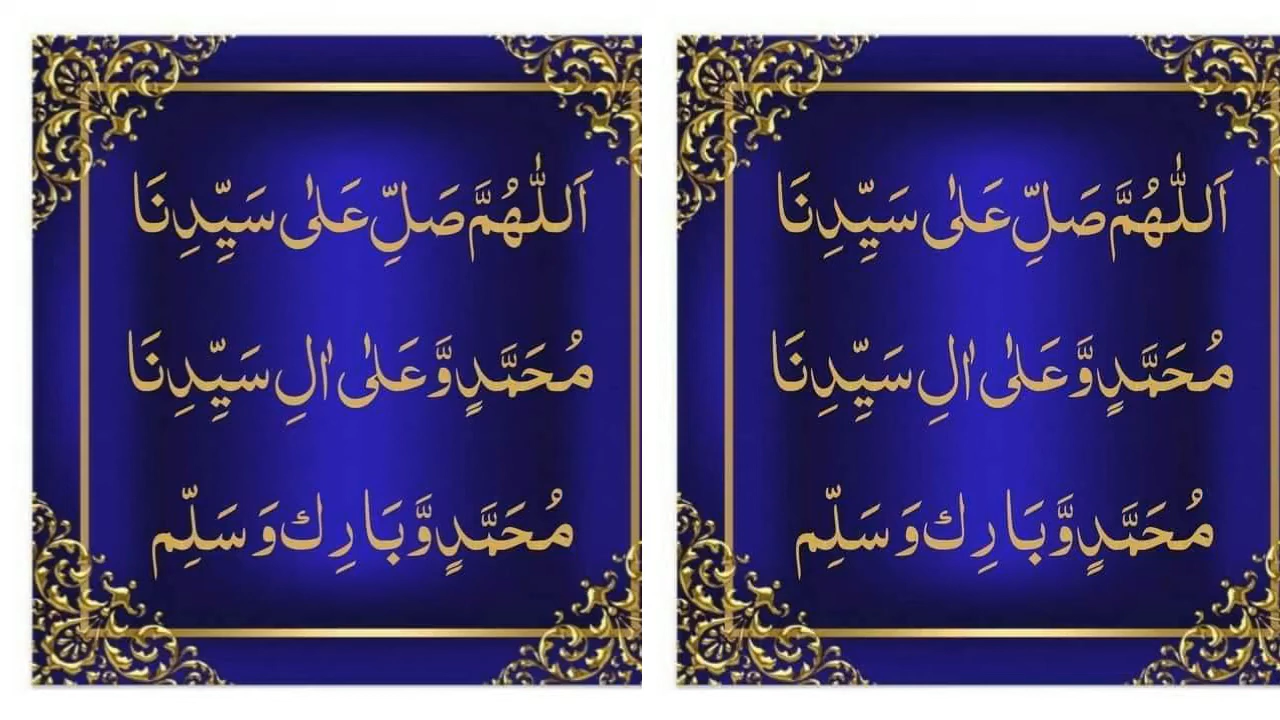 اَللّٰهُمَّ صَلِّ عَلٰى سَيِّدِنَا
مُحَمَّدٍ وَّعَلٰى اٰلِ سَيِّدِنَا
مُحَمَّدٍ وَّبَارِكْ وَسَلِّم
اَللّٰهُمَّ صَلِّ عَلٰى سَيِّدِنَا
مُحَمَّدٍ وَّعَلٰى اٰلِ سَيِّدِنَا
مُحَمَّدٍ وَّبَارِكْ وَسَلِّم